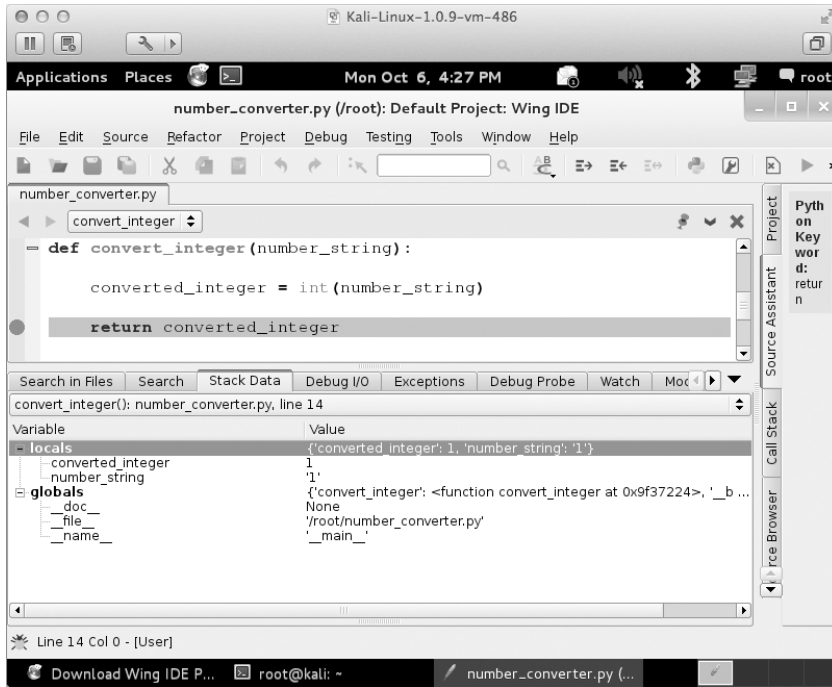 Kali-Linux-1.0.9-vm-486
Applications Places Mon Oct 6, 4:27 PM root
number_converter.py (/root): Default Project: Wing IDE
File Edit Source Refactor Project Debug Testing Tools Window Help
number_converter.py
convert_integer
def convert_integer(number_string):
converted_integer = int(number_string)
return converted_integer
Project
Source Assistant
Call Stack
rce Browser
Pyth
on
Key
wor
d:
retur
n
Search in Files Search Stack Data Debug I/O Exceptions Debug Probe Watch Moc
convert_integer(): number_converter.py, line 14
Variable Value
locals {'converted_integer': 1, 'number_string': '1'}
converted_integer 1
number_string '1'
globals {'convert_integer': <function convert_integer at 0x9f37224>, '__b ...
__doc__ None
__file__ '/root/number_converter.py'
__name__ '__main__'
Line 14 Col 0 - [User]
Download Wing IDE P... root@kali: ~ number_converter.py (...